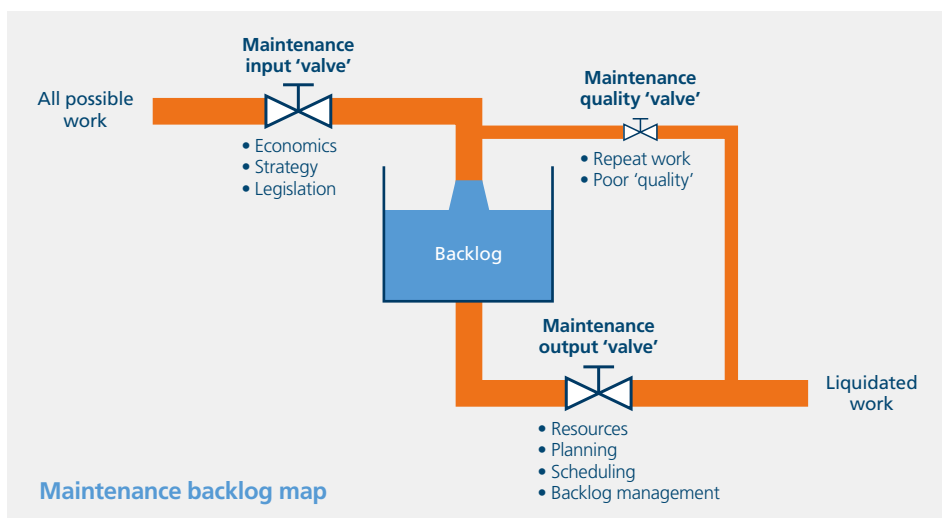 Maintenance
input ‘valve’
All possible
work
• Economics
• Strategy
• Legislation
Maintenance
quality ‘valve’
• Repeat work
• Poor ‘quality’
Backlog
Maintenance
output ‘valve’
Liquidated
work
• Resources
• Planning
• Scheduling
• Backlog management
Maintenance backlog map